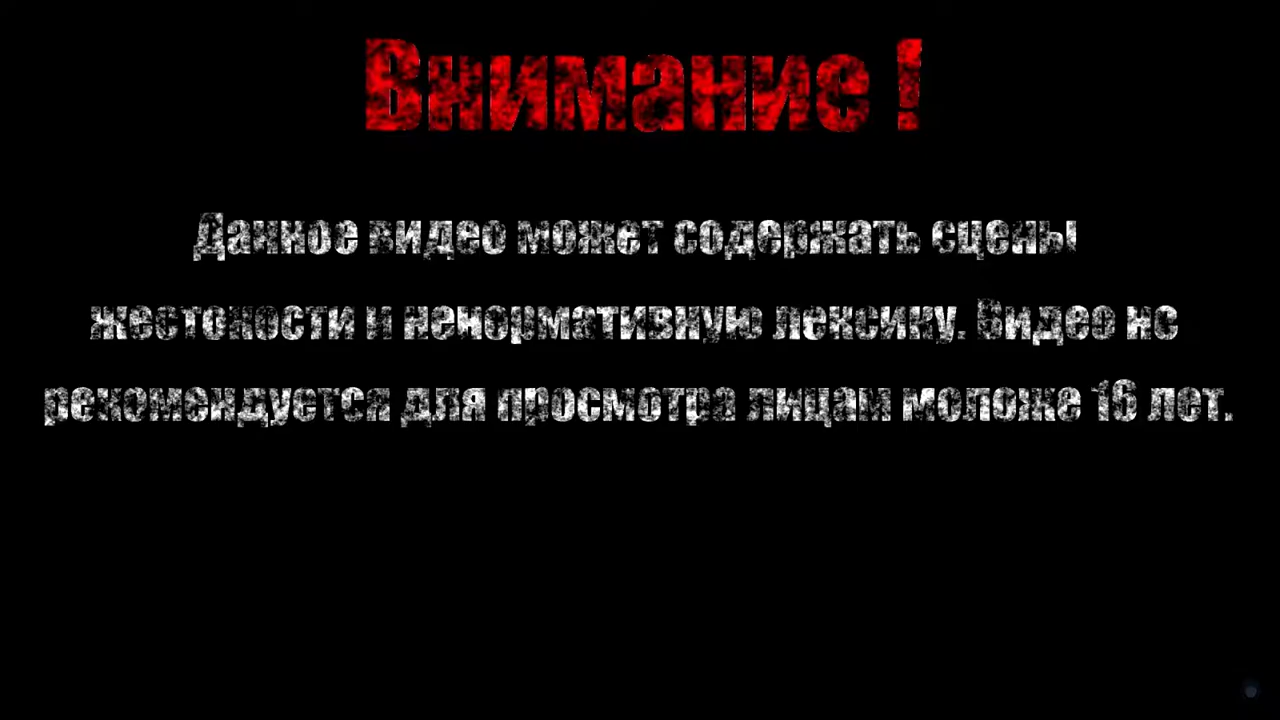 Внимание !
Данное видео может содержать сцены
жестокости и ненормативную лексику. Видео не
рекомендуется для просмотра лицам моложе 16 лет.